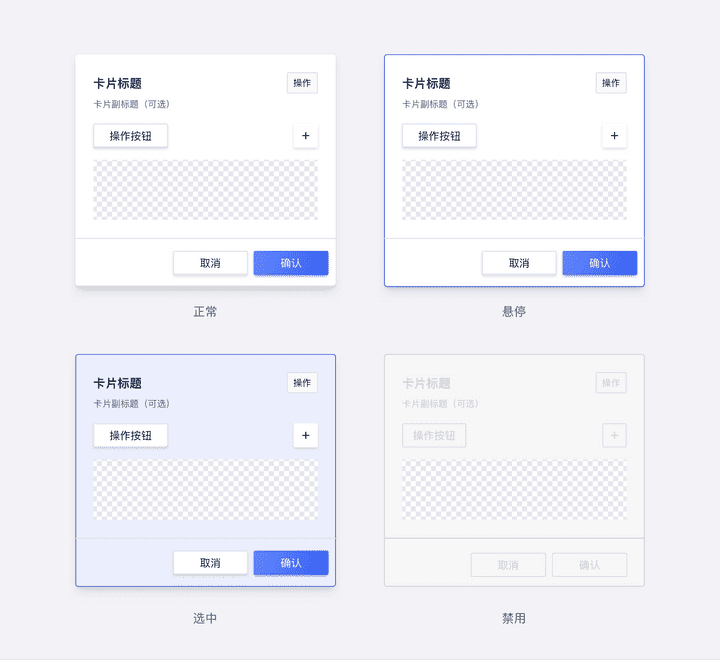 卡片标题 操作
卡片副标题（可选）
操作按钮 +
取消 确认
正常
卡片标题 操作
卡片副标题（可选）
操作按钮 +
取消 确认
悬停
卡片标题 操作
卡片副标题（可选）
操作按钮 +
取消 确认
选中
卡片标题 操作
卡片副标题（可选）
操作按钮 +
取消 确认
禁用